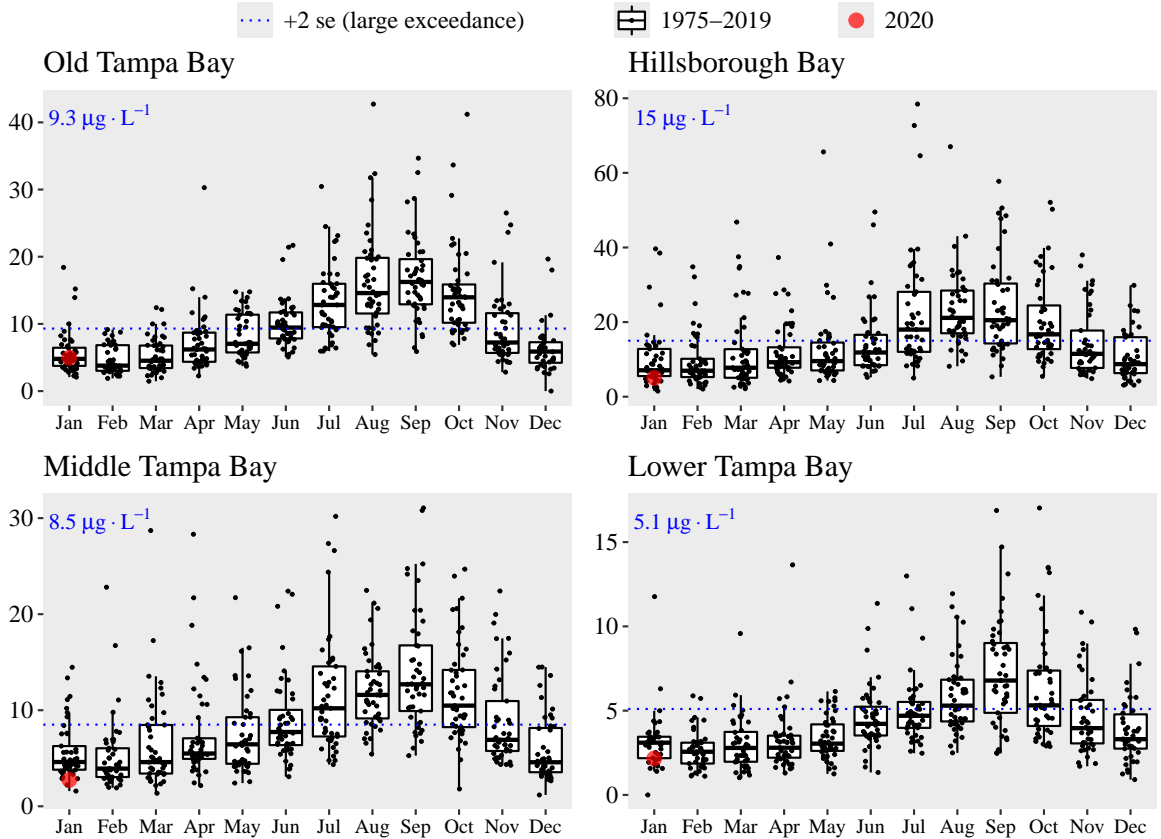 +2 se (large exceedance) 1975−2019 2020
Old Tampa Bay
9.3 μg · L⁻¹
40
30
20
10
0
Jan Feb Mar Apr May Jun Jul Aug Sep Oct Nov Dec
Hillsborough Bay
15 μg · L⁻¹
80
60
40
20
0
Jan Feb Mar Apr May Jun Jul Aug Sep Oct Nov Dec
Middle Tampa Bay
8.5 μg · L⁻¹
30
20
10
0
Jan Feb Mar Apr May Jun Jul Aug Sep Oct Nov Dec
Lower Tampa Bay
5.1 μg · L⁻¹
15
10
5
0
Jan Feb Mar Apr May Jun Jul Aug Sep Oct Nov Dec